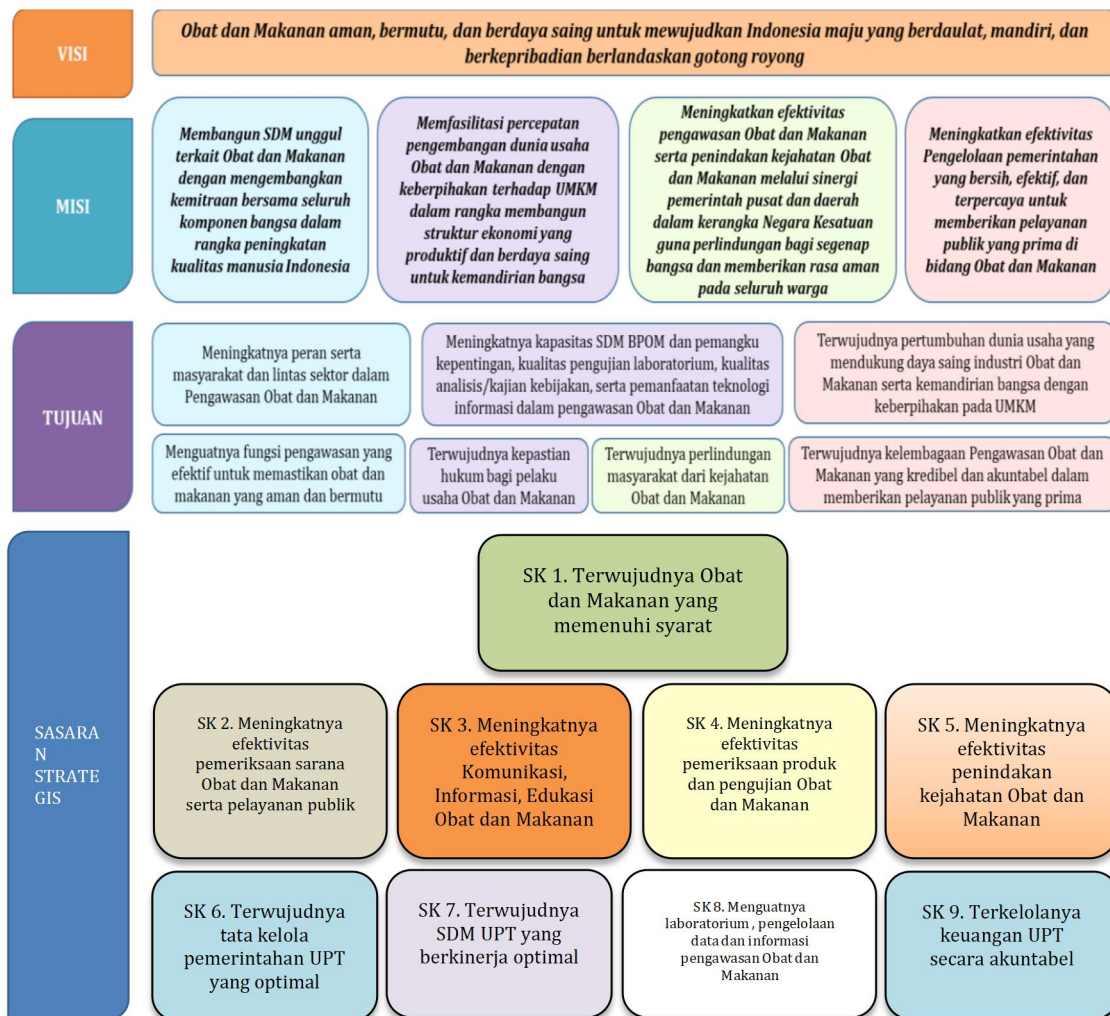 VISI
Obat dan Makanan aman, bermutu, dan berdaya saing untuk mewujudkan Indonesia maju yang berdaulat, mandiri, dan
berkepribadian berlandaskan gotong royong
MISI
Membangun SDM unggul
terkait Obat dan Makanan
dengan mengembangkan
kemitraan bersama seluruh
komponen bangsa dalam
rangka peningkatan
kualitas manusia Indonesia
Memfasilitasi percepatan
pengembangan dunia usaha
Obat dan Makanan dengan
keberpihakan terhadap UMKM
dalam rangka membangun
struktur ekonomi yang
produktif dan berdaya saing
untuk kemandirian bangsa
Meningkatkan efektivitas
pengawasan Obat dan Makanan
serta penindakan kejahatan Obat
dan Makanan melalui sinergi
pemerintah pusat dan daerah
dalam kerangka Negara Kesatuan
guna perlindungan bagi segenap
bangsa dan memberikan rasa aman
pada seluruh warga
Meningkatkan efektivitas
Pengelolaan pemerintahan
yang bersih, efektif, dan
terpercaya untuk
memberikan pelayanan
publik yang prima di
bidang Obat dan Makanan
TUJUAN
Meningkatnya peran serta
masyarakat dan lintas sektor dalam
Pengawasan Obat dan Makanan
Meningkatnya kapasitas SDM BPOM dan pemangku
kepentingan, kualitas pengujian laboratorium, kualitas
analisis/kajian kebijakan, serta pemanfaatan teknologi
informasi dalam pengawasan Obat dan Makanan
Terwujudnya pertumbuhan dunia usaha yang
mendukung daya saing industri Obat dan
Makanan serta kemandirian bangsa dengan
keberpihakan pada UMKM
Menguatnya fungsi pengawasan yang
efektif untuk memastikan obat dan
makanan yang aman dan bermutu
Terwujudnya kepastian
hukum bagi pelaku
usaha Obat dan Makanan
Terwujudnya perlindungan
masyarakat dari kejahatan
Obat dan Makanan
Terwujudnya kelembagaan Pengawasan Obat dan
Makanan yang kredibel dan akuntabel dalam
memberikan pelayanan publik yang prima
SASARA
N
STRATE
GIS
SK 1. Terwujudnya Obat
dan Makanan yang
memenuhi syarat
SK 2. Meningkatnya
efektivitas
pemeriksaan sarana
Obat dan Makanan
serta pelayanan publik
SK 3. Meningkatnya
efektivitas
Komunikasi,
Informasi, Edukasi
Obat dan Makanan
SK 4. Meningkatnya
efektivitas
pemeriksaan produk
dan pengujian Obat
dan Makanan
SK 5. Meningkatnya
efektivitas
penindakan
kejahatan Obat dan
Makanan
SK 6. Terwujudnya
tata kelola
pemerintahan UPT
yang optimal
SK 7. Terwujudnya
SDM UPT yang
berkinerja optimal
SK 8. Menguatnya
laboratorium , pengelolaan
data dan informasi
pengawasan Obat dan
Makanan
SK 9. Terkelolanya
keuangan UPT
secara akuntabel